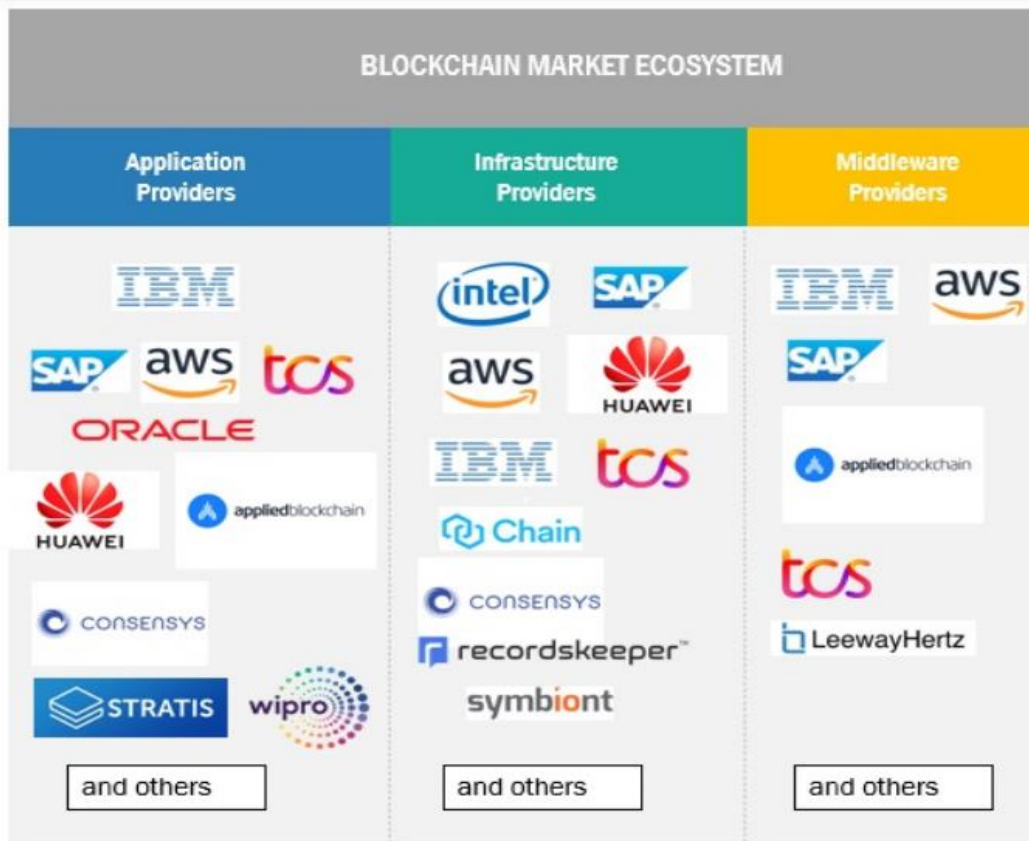 BLOCKCHAIN MARKET ECOSYSTEM
Application
Providers
IBM
SAP
aws
tcs
ORACLE
HUAWEI
appliedblockchain
CONSENSYS
STRATIS
wipro
and others
Infrastructure
Providers
intel
SAP
aws
HUAWEI
IBM
tcs
Chain
CONSENSYS
recordskeeper™
symbiont
and others
Middleware
Providers
IBM
aws
SAP
appliedblockchain
tcs
LeewayHertz
and others